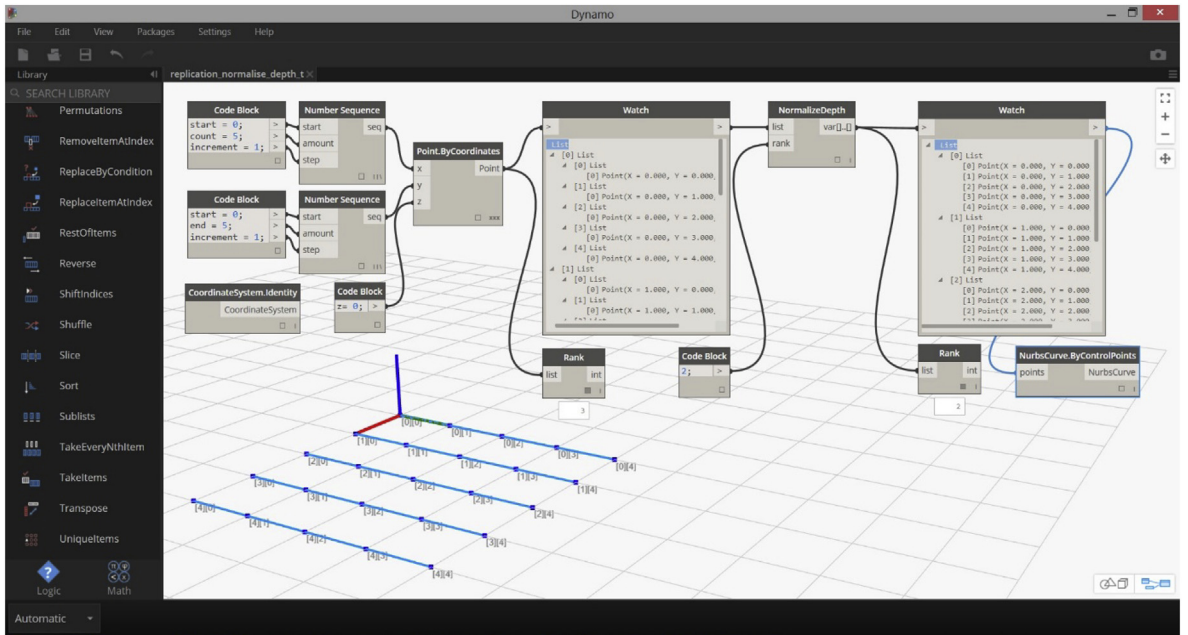 Dynamo
File Edit View Packages Settings Help
Library
replication_normalise_depth_t
SEARCH LIBRARY
Permutations
RemoveItemAtIndex
ReplaceByCondition
ReplaceItemAtIndex
RestOfItems
Reverse
ShiftIndices
Shuffle
Slice
Sort
Sublists
TakeEveryNthItem
TakeItems
Transpose
UniqueItems
Logic
Math
Automatic
Code Block
start = 0; >
count = 5; >
increment = 1; >
Number Sequence
start seq
amount
step
Code Block
start = 0; >
end = 5; >
increment = 1; >
Number Sequence
start seq
amount
step
CoordinateSystem.Identity
CoordinateSystem
Code Block
z= 0; >
Point.ByCoordinates
x Point
y
z
Watch
> >
List
[0] List
[0] List
[0] Point(X = 0.000, Y = 0.000,
[1] List
[0] Point(X = 0.000, Y = 1.000,
[2] List
[0] Point(X = 0.000, Y = 2.000,
[3] List
[0] Point(X = 0.000, Y = 3.000,
[4] List
[0] Point(X = 0.000, Y = 4.000,
[1] List
[0] List
[0] Point(X = 1.000, Y = 0.000,
[1] List
[0] Point(X = 1.000, Y = 1.000,
Rank
list int
3
Code Block
2; >
NormalizeDepth
list var[]..[]
rank
Watch
> >
List
[0] List
[0] Point(X = 0.000, Y = 0.000
[1] Point(X = 0.000, Y = 1.000
[2] Point(X = 0.000, Y = 2.000
[3] Point(X = 0.000, Y = 3.000
[4] Point(X = 0.000, Y = 4.000
[1] List
[0] Point(X = 1.000, Y = 0.000
[1] Point(X = 1.000, Y = 1.000
[2] Point(X = 1.000, Y = 2.000
[3] Point(X = 1.000, Y = 3.000
[4] Point(X = 1.000, Y = 4.000
[2] List
[0] Point(X = 2.000, Y = 0.000
[1] Point(X = 2.000, Y = 1.000
[2] Point(X = 2.000, Y = 2.000
Rank
list int
2
NurbsCurve.ByControlPoints
points NurbsCurve
[0][0]
[0][1]
[0][2]
[0][3]
[0][4]
[1][0]
[1][1]
[1][2]
[1][3]
[1][4]
[2][0]
[2][1]
[2][2]
[2][3]
[2][4]
[3][0]
[3][1]
[3][2]
[3][3]
[3][4]
[4][0]
[4][1]
[4][2]
[4][3]
[4][4]